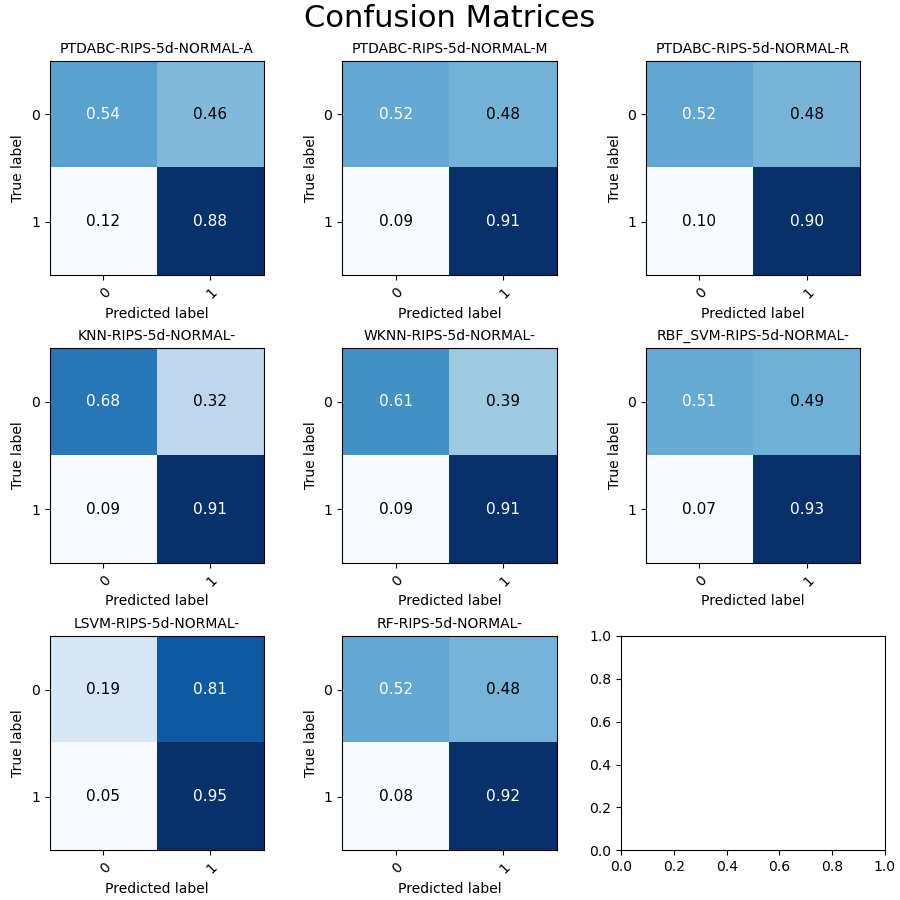 Confusion Matrices
PTDABC-RIPS-5d-NORMAL-A
0
0.54
0.46
1
0.12
0.88
True label
0
1
Predicted label
PTDABC-RIPS-5d-NORMAL-M
0
0.52
0.48
1
0.09
0.91
True label
0
1
Predicted label
PTDABC-RIPS-5d-NORMAL-R
0
0.52
0.48
1
0.10
0.90
True label
0
1
Predicted label
KNN-RIPS-5d-NORMAL-
0
0.68
0.32
1
0.09
0.91
True label
0
1
Predicted label
WKNN-RIPS-5d-NORMAL-
0
0.61
0.39
1
0.09
0.91
True label
0
1
Predicted label
RBF_SVM-RIPS-5d-NORMAL-
0
0.51
0.49
1
0.07
0.93
True label
0
1
Predicted label
LSVM-RIPS-5d-NORMAL-
0
0.19
0.81
1
0.05
0.95
True label
0
1
Predicted label
RF-RIPS-5d-NORMAL-
0
0.52
0.48
1
0.08
0.92
True label
0
1
Predicted label
1.0
0.8
0.6
0.4
0.2
0.0
0.0 0.2 0.4 0.6 0.8 1.0